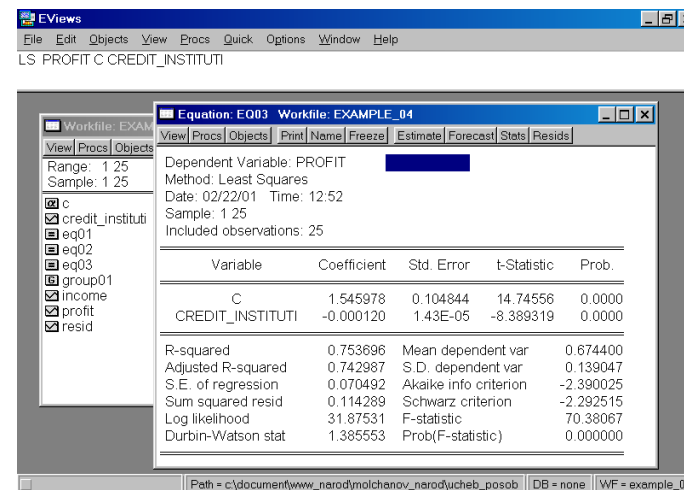 EViews
File Edit Objects View Procs Quick Options Window Help
LS PROFIT C CREDIT_INSTITUTI
Workfile: EXAM
View Procs Objects
Range: 1 25
Sample: 1 25
c
credit_instituti
eq01
eq02
eq03
group01
income
profit
resid
Equation: EQ03 Workfile: EXAMPLE_04
View Procs Objects Print Name Freeze Estimate Forecast Stats Resids
Dependent Variable: PROFIT
Method: Least Squares
Date: 02/22/01 Time: 12:52
Sample: 1 25
Included observations: 25
Variable Coefficient Std. Error t-Statistic Prob.
C 1.545978 0.104844 14.74556 0.0000
CREDIT_INSTITUTI -0.000120 1.43E-05 -8.389319 0.0000
R-squared 0.753696 Mean dependent var 0.674400
Adjusted R-squared 0.742987 S.D. dependent var 0.139047
S.E. of regression 0.070492 Akaike info criterion -2.390025
Sum squared resid 0.114289 Schwarz criterion -2.292515
Log likelihood 31.87531 F-statistic 70.38067
Durbin-Watson stat 1.385553 Prob(F-statistic) 0.000000
Path = c:\document\www_narod\molchanov_narod\ucheb_posob DB = none WF = example_0